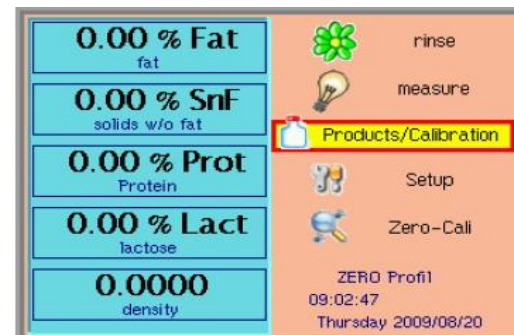 0.00 % Fat
fat
0.00 % SnF
solids w/o fat
0.00 % Prot
Protein
0.00 % Lact
lactose
0.0000
density
rinse
measure
Products/Calibration
Setup
Zero-Cali
ZERO Profil
09:02:47
Thursday 2009/08/20